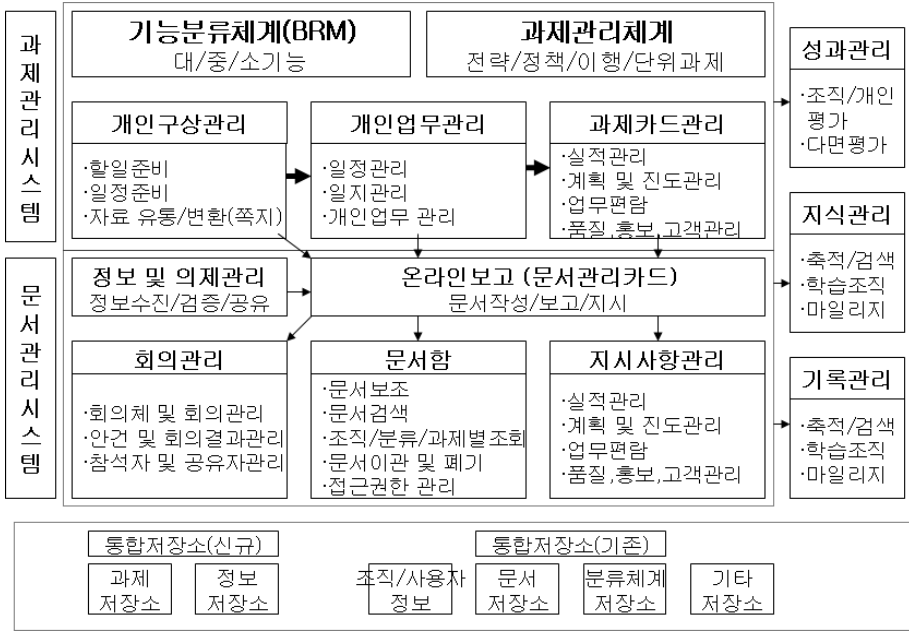 과제관리시스템
기능분류체계(BRM)
대/중/소기능
과제관리체계
전략/정책/이행/단위과제
개인구상관리
·할일준비
·일정준비
·자료 유통/변환(쪽지)
개인업무관리
·일정관리
·일지관리
·개인업무 관리
과제카드관리
·실적관리
·계획 및 진도관리
·업무편람
·품질,홍보,고객관리
성과관리
·조직/개인
평가
·다면평가
지식관리
·축적/검색
·학습조직
·마일리지
문서관리시스템
정보 및 의제관리
정보수진/검증/공유
온라인보고 (문서관리카드)
문서작성/보고/지시
회의관리
·회의체 및 회의관리
·안건 및 회의결과관리
·참석자 및 공유자관리
문서함
·문서보조
·문서검색
·조직/분류/과제별조회
·문서이관 및 폐기
·접근권한 관리
지시사항관리
·실적관리
·계획 및 진도관리
·업무편람
·품질,홍보,고객관리
기록관리
·축적/검색
·학습조직
·마일리지
통합저장소(신규)
과제
저장소
정보
저장소
통합저장소(기존)
조직/사용자
정보
문서
저장소
분류체계
저장소
기타
저장소